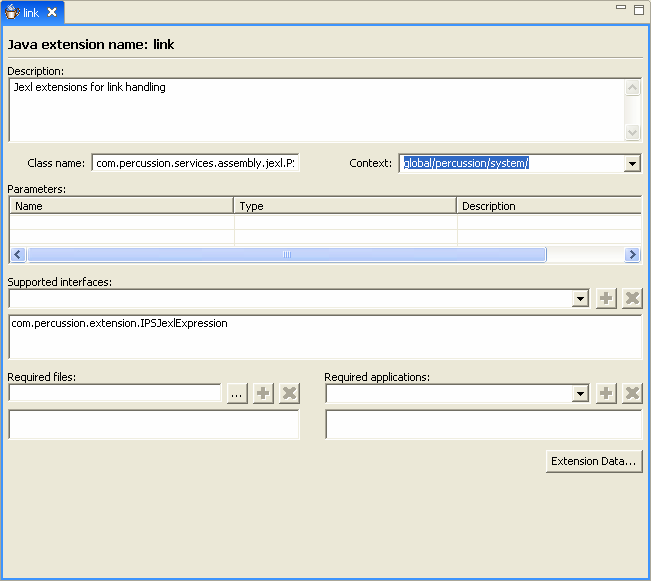 link
Java extension name: link
Description:
Jexl extensions for link handling
Class name: com.percussion.services.assembly.jexl.PS Context: global/percussion/system/
Parameters:
Name Type Description
Supported interfaces:
com.percussion.extension.IPSJexlExpression
Required files: Required applications:
...
Extension Data...